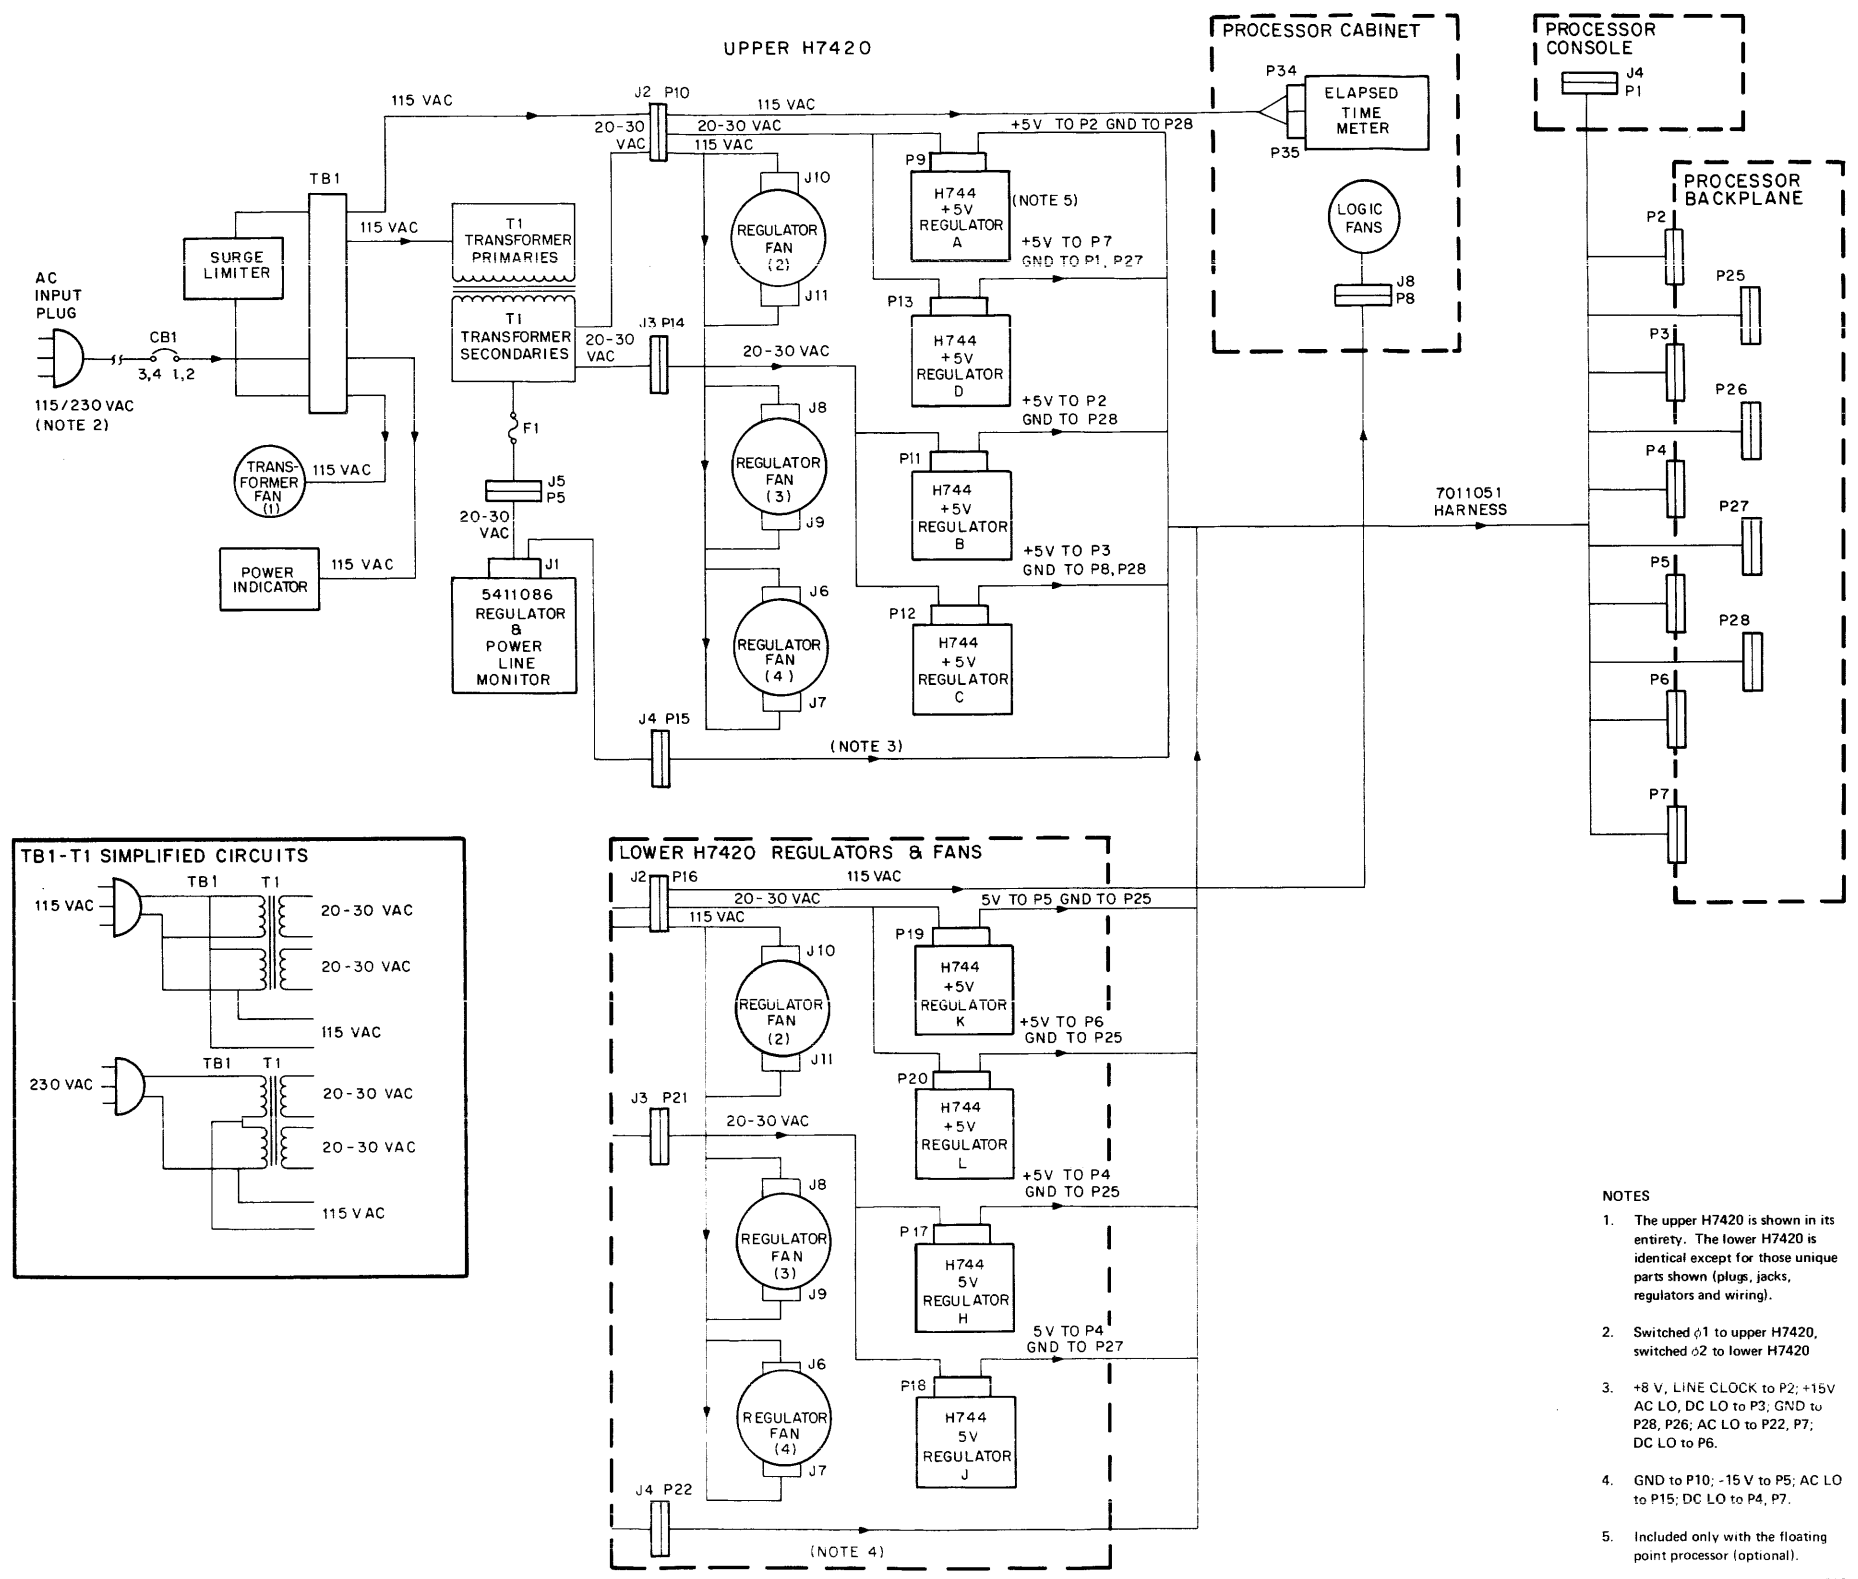 UPPER H7420
PROCESSOR CABINET
PROCESSOR
CONSOLE
J4
P1
P34
ELAPSED
TIME
METER
P35
LOGIC
FANS
J8
P8
PROCESSOR
BACKPLANE
P2
P25
P3
P26
P4
P27
P5
P28
P6
P7
7011051
HARNESS
115 VAC
J2 P10
115 VAC
20-30
VAC
20-30 VAC
115 VAC
+5V TO P2 GND TO P28
TB1
115 VAC
SURGE
LIMITER
AC
INPUT
PLUG
CB1
3,4 1,2
115/230 VAC
(NOTE 2)
TRANS-
FORMER
FAN
(1)
115 VAC
POWER
INDICATOR
115 VAC
T1
TRANSFORMER
PRIMARIES
T1
TRANSFORMER
SECONDARIES
20-30
VAC
F1
J5
P5
20-30
VAC
J1
5411086
REGULATOR
&
POWER
LINE
MONITOR
J3 P14
20-30 VAC
J10
REGULATOR
FAN
(2)
J11
J8
REGULATOR
FAN
(3)
J9
J6
REGULATOR
FAN
(4)
J7
J4 P15
(NOTE 3)
P9
H744
+5V
REGULATOR
A
(NOTE 5)
+5V TO P7
GND TO P1, P27
P13
H744
+5V
REGULATOR
D
+5V TO P2
GND TO P28
P11
H744
+5V
REGULATOR
B
+5V TO P3
GND TO P8,P28
P12
H744
+5V
REGULATOR
C
TB1-T1 SIMPLIFIED CIRCUITS
TB1 T1
115 VAC
20-30 VAC
20-30 VAC
115 VAC
TB1 T1
230 VAC
20-30 VAC
20-30 VAC
115 VAC
LOWER H7420 REGULATORS & FANS
J2 P16
115 VAC
20-30 VAC
115 VAC
5V TO P5 GND TO P25
J10
REGULATOR
FAN
(2)
J11
P19
H744
+5V
REGULATOR
K
+5V TO P6
GND TO P25
P20
H744
+5V
REGULATOR
L
J3 P21
20-30 VAC
J8
REGULATOR
FAN
(3)
J9
+5V TO P4
GND TO P25
P17
H744
5V
REGULATOR
H
5V TO P4
GND TO P27
J6
REGULATOR
FAN
(4)
J7
P18
H744
5V
REGULATOR
J
J4 P22
(NOTE 4)
NOTES
1. The upper H7420 is shown in its
entirety. The lower H7420 is
identical except for those unique
parts shown (plugs, jacks,
regulators and wiring).
2. Switched ϕ1 to upper H7420,
switched ϕ2 to lower H7420
3. +8 V, LINE CLOCK to P2; +15V
AC LO, DC LO to P3; GND to
P28, P26; AC LO to P22, P7;
DC LO to P6.
4. GND to P10; -15 V to P5; AC LO
to P15; DC LO to P4, P7.
5. Included only with the floating
point processor (optional).